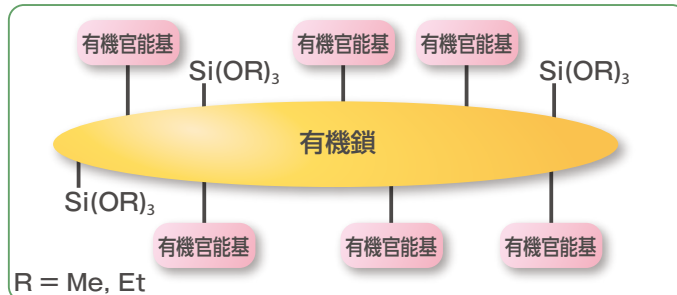 有機官能基
有機官能基
有機官能基
Si(OR)₃
Si(OR)₃
有機鎖
Si(OR)₃
有機官能基
有機官能基
有機官能基
R = Me, Et